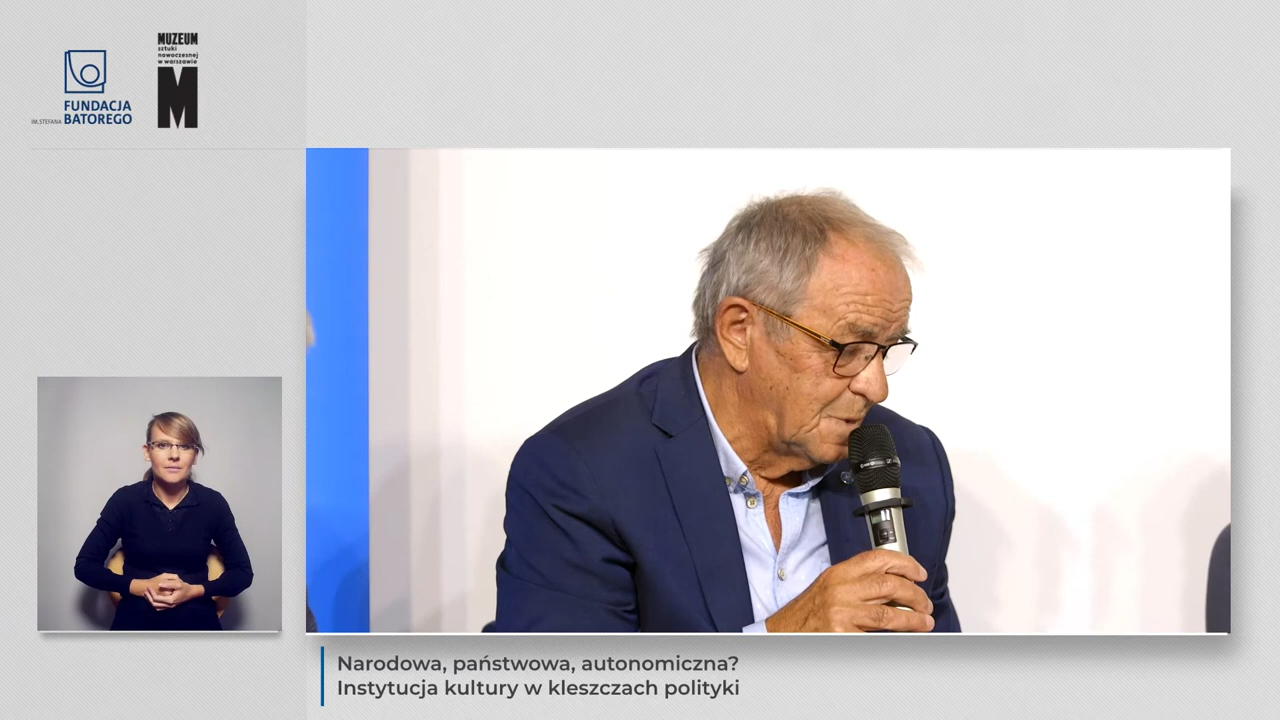 MUZEUM
sztuki
nowoczesnej
w warszawie
M
FUNDACJA
IM. STEFANA BATOREGO
Narodowa, państwowa, autonomiczna?
Instytucja kultury w kleszczach polityki